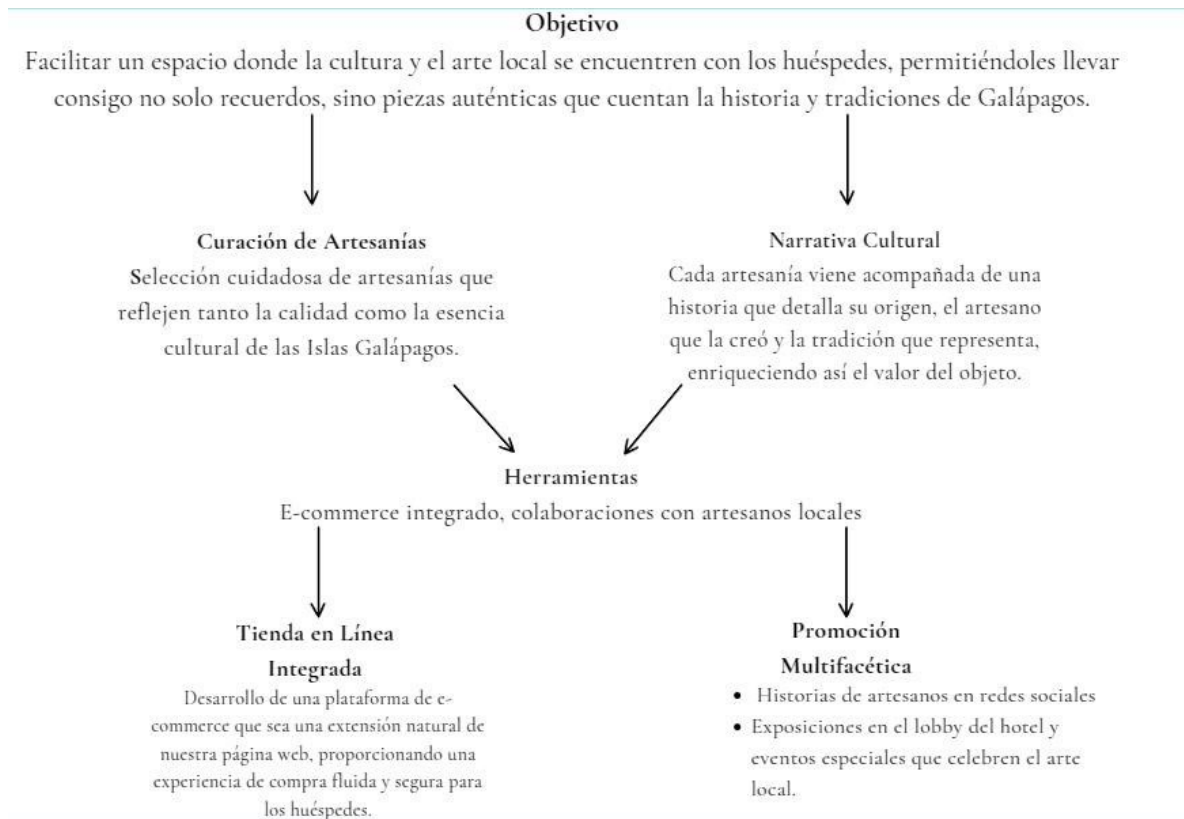 Objetivo
Facilitar un espacio donde la cultura y el arte local se encuentren con los huéspedes, permitiéndoles llevar
consigo no solo recuerdos, sino piezas auténticas que cuentan la historia y tradiciones de Galápagos.
Curación de Artesanías
Selección cuidadosa de artesanías que
reflejen tanto la calidad como la esencia
cultural de las Islas Galápagos.
Narrativa Cultural
Cada artesanía viene acompañada de una
historia que detalla su origen, el artesano
que la creó y la tradición que representa,
enriqueciendo así el valor del objeto.
Herramientas
E-commerce integrado, colaboraciones con artesanos locales
Tienda en Línea
Integrada
Desarrollo de una plataforma de e-
commerce que sea una extensión natural de
nuestra página web, proporcionando una
experiencia de compra fluida y segura para
los huéspedes.
Promoción
Multifacética
• Historias de artesanos en redes sociales
• Exposiciones en el lobby del hotel y
eventos especiales que celebren el arte
local.